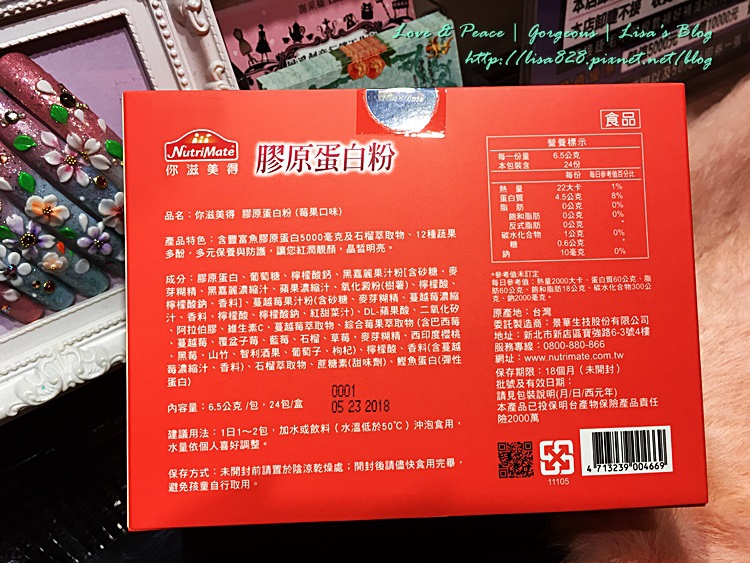 Love & Peace | Gorgeous | Lisa's Blog
http://lisa828.pixnet.net/blog
NutriMate
你滋美得
膠原蛋白粉
食品
品名：你滋美得 膠原蛋白粉 (莓果口味)
產品特色：含豐富魚膠原蛋白5000毫克及石榴萃取物、12種蔬果
多酚，多元保養與防護，讓您紅潤靚顏，晶皙明亮。
成分：膠原蛋白、葡萄糖、檸檬酸鈣、黑嘉麗果汁粉[含砂糖、麥
芽糊精、黑嘉麗濃縮汁、蘋果濃縮汁、氧化澱粉(樹薯)、檸檬酸、
檸檬酸鈉、香料]、蔓越莓果汁粉(含砂糖、麥芽糊精、蔓越莓濃縮
汁、香料、檸檬酸、檸檬酸鈉、紅甜菜汁)、DL-蘋果酸、二氧化矽
、阿拉伯膠、維生素C、蔓越莓萃取物、綜合莓果萃取物 (含巴西莓
、蔓越莓、覆盆子莓、藍莓、石榴、草莓、麥芽糊精、西印度櫻桃
、黑莓、山竹、智利酒果、葡萄子、枸杞)、檸檬酸、香料(含蔓越
莓濃縮汁、香料)、石榴萃取物、蔗糖素(甜味劑)、鰹魚蛋白(彈性
蛋白)
內容量：6.5公克 /包，24包/盒
0001
05 23 2018
建議用法：1日1～2包，加水或飲料（水溫低於50℃）沖泡食用，
水量依個人喜好調整。
保存方式：未開封前請置於陰涼乾燥處；開封後請儘快食用完畢，
避免孩童自行取用。
營養標示
每一份量 6.5公克
本包裝含 24份
每份 每日參考值百分比
熱量 22大卡 1%
蛋白質 4.5公克 8%
脂肪 0公克 0%
飽和脂肪 0公克 0%
反式脂肪 0公克 *
碳水化合物 1公克 0%
糖 0.6公克 *
鈉 10毫克 0%
*參考值未訂定
每日參考值：熱量2000大卡、蛋白質60公克、脂
肪60公克、飽和脂肪18公克、碳水化合物300公
克、鈉2000毫克。
原產地：台灣
委託製造商：景華生技股份有限公司
地址：新北市新店區寶強路6-3號4樓
服務專線：0800-880-866
網址：www.nutrimate.com.tw
保存期限：18個月（未開封）
批號及有效日期：
請見包裝說明(月/日/西元年)
本產品已投保明台產物保險產品責任
險2000萬
11105
4 713239 004669